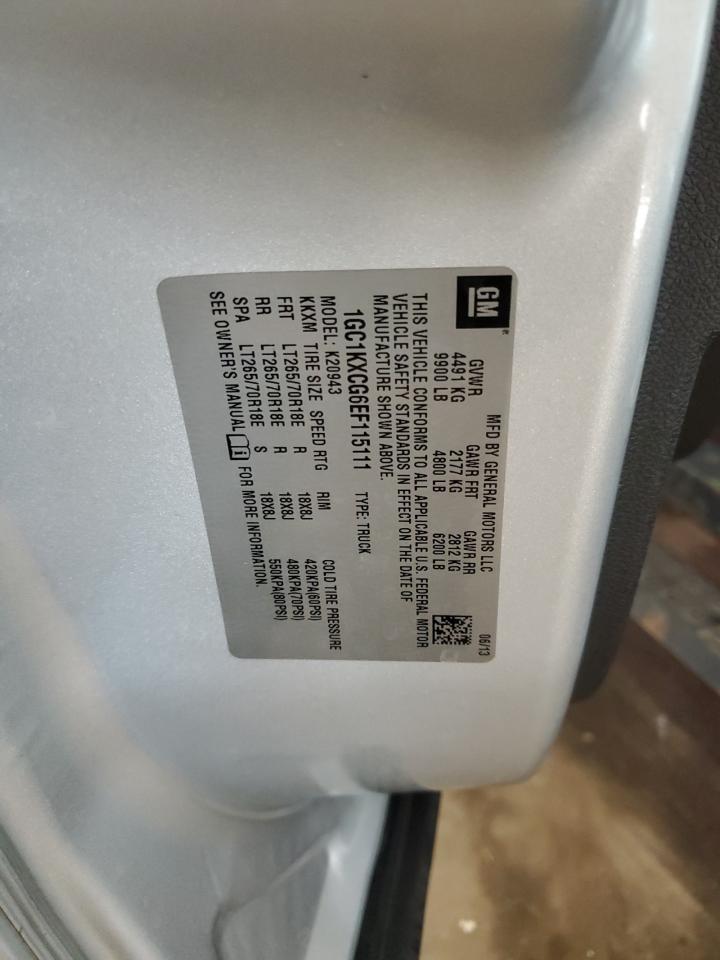 GM ®
MFD BY GENERAL MOTORS LLC 06/13
GVWR GAWR FRT GAWR RR
4491 KG 2177 KG 2812 KG
9900 LB 4800 LB 6200 LB
THIS VEHICLE CONFORMS TO ALL APPLICABLE U.S. FEDERAL MOTOR
VEHICLE SAFETY STANDARDS IN EFFECT ON THE DATE OF
MANUFACTURE SHOWN ABOVE.
1GC1KXCG6EF115111 TYPE: TRUCK
MODEL: K20943
KKXM TIRE SIZE SPEED RTG RIM COLD TIRE PRESSURE
FRT LT265/70R18E R 18X8J 420KPA(60PSI)
RR LT265/70R18E R 18X8J 480KPA(70PSI)
SPA LT265/70R18E S 18X8J 550KPA(80PSI)
SEE OWNER'S MANUAL i FOR MORE INFORMATION.